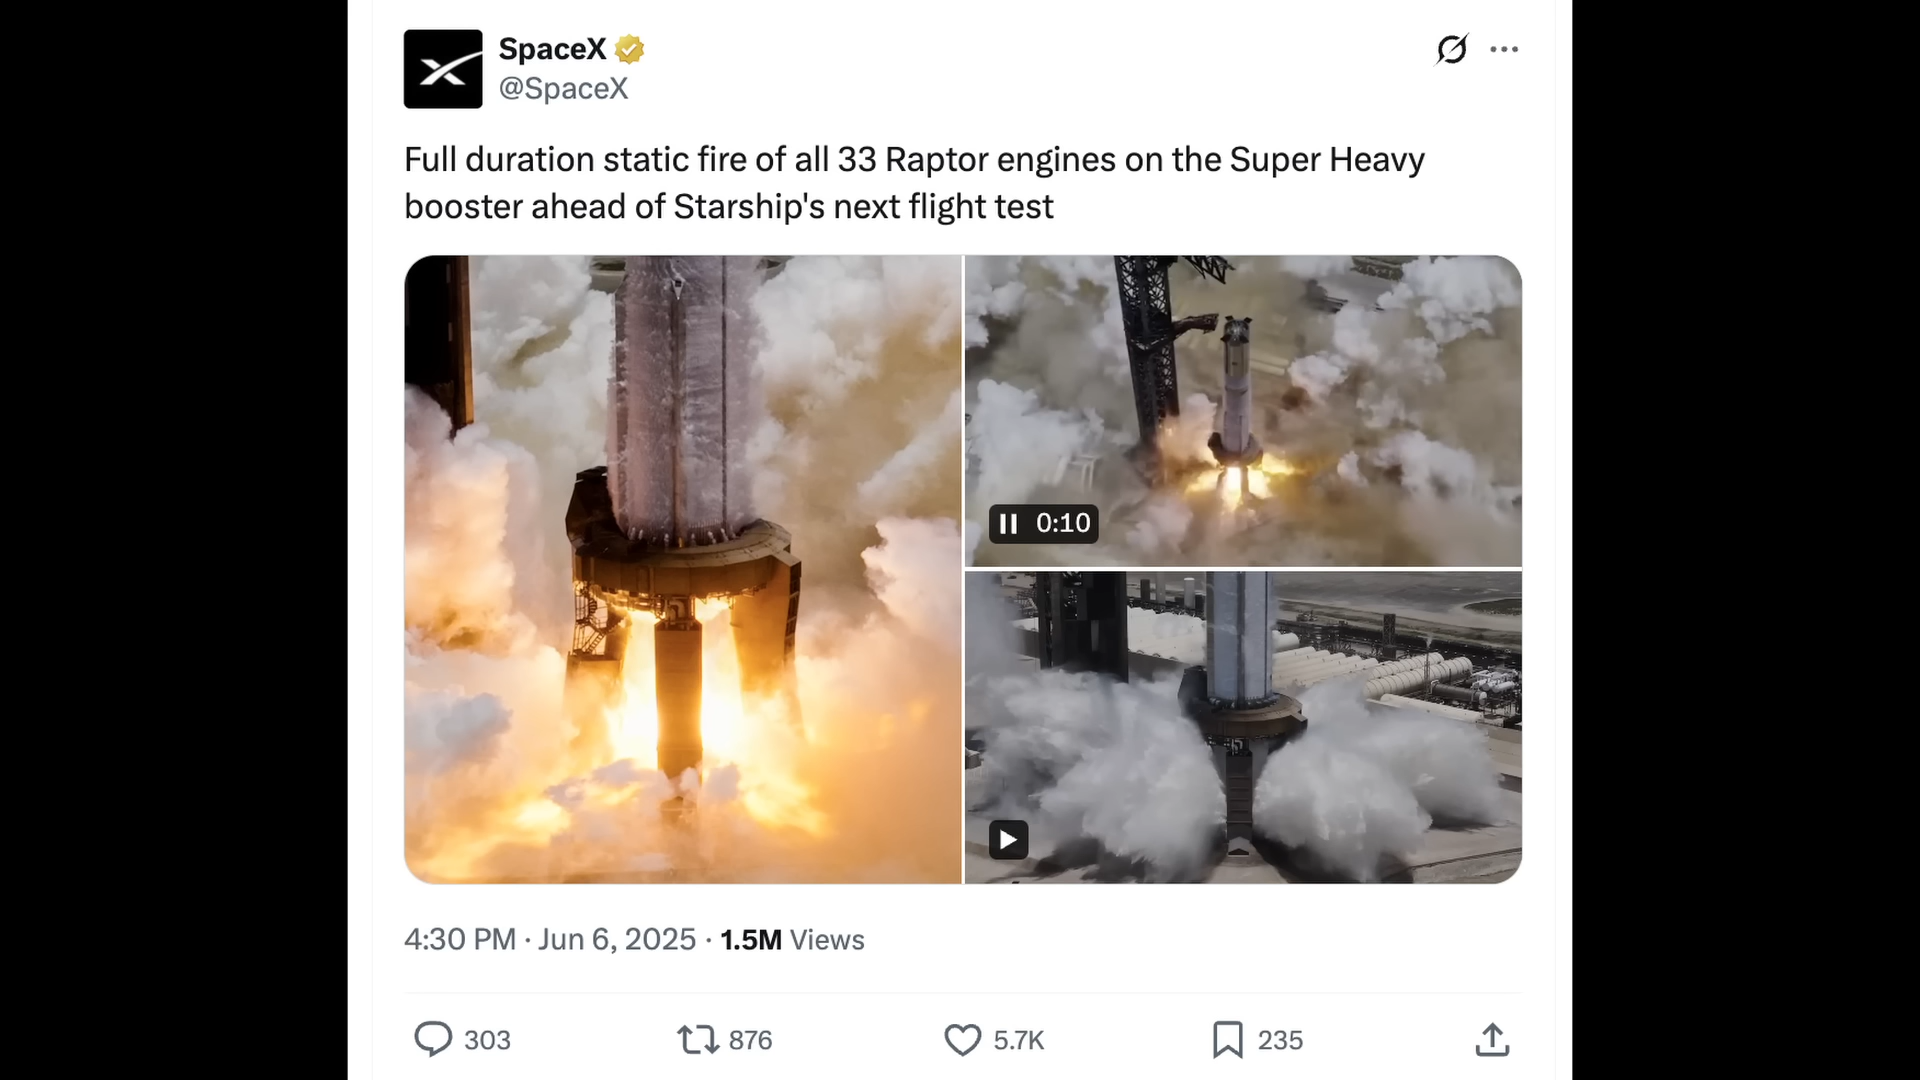 SpaceX
@SpaceX
Full duration static fire of all 33 Raptor engines on the Super Heavy
booster ahead of Starship's next flight test
0:10
4:30 PM · Jun 6, 2025 · 1.5M Views
303 876 5.7K 235